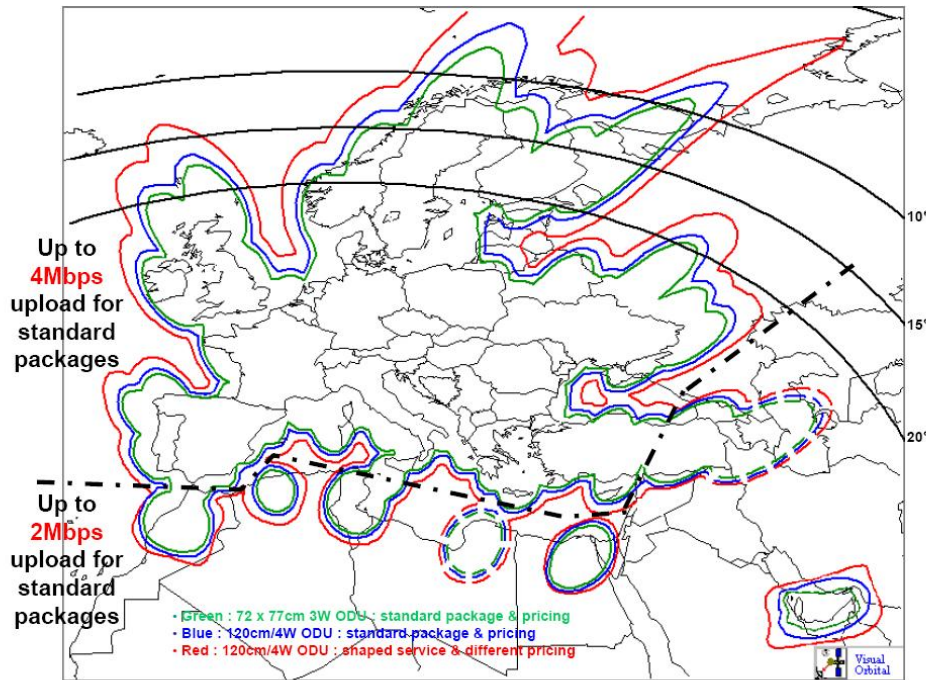 Up to
4Mbps
upload for
standard
packages
10°
15°
20°
Up to
2Mbps
upload for
standard
packages
• Green : 72 x 77cm 3W ODU : standard package & pricing
• Blue : 120cm/4W ODU : standard package & pricing
• Red : 120cm/4W ODU : shaped service & different pricing
Visual
Orbital